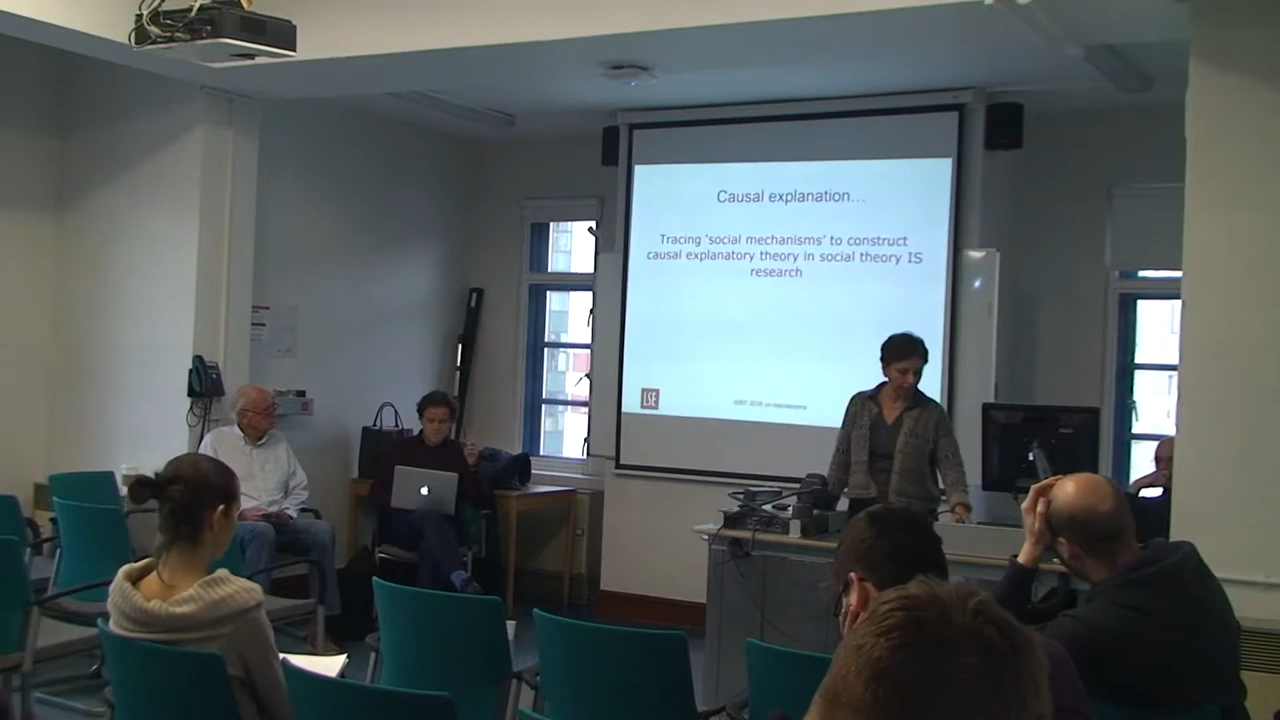 Causal explanation…
Tracing ‘social mechanisms’ to construct
causal explanatory theory in social theory IS
research
LSE